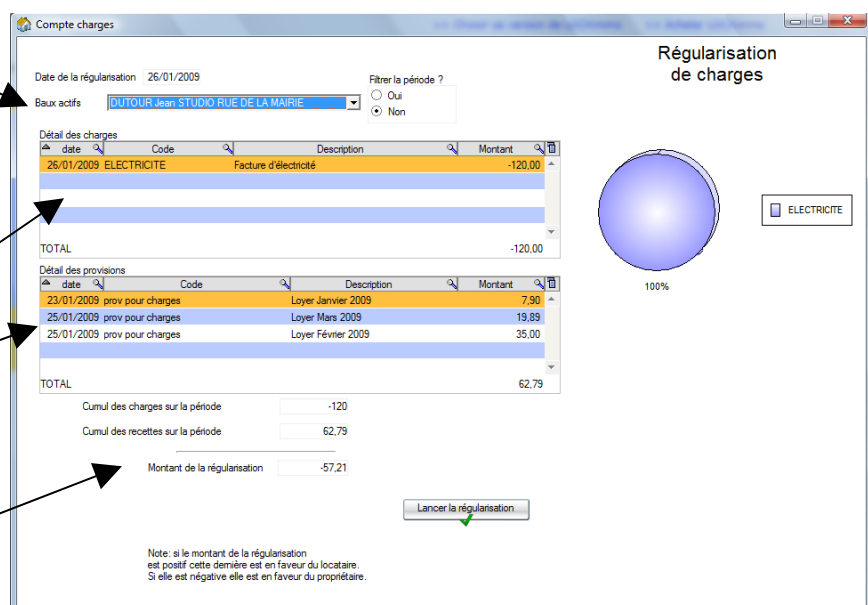 Compte charges
Régularisation
de charges
Date de la régularisation 26/01/2009
Filtrer la période ?
Oui
Non
Baux actifs DUTOUR Jean STUDIO RUE DE LA MAIRIE
Détail des charges
date Code Description Montant
26/01/2009 ELECTRICITE Facture d'électricité -120,00
TOTAL -120,00
ELECTRICITE
100%
Détail des provisions
date Code Description Montant
23/01/2009 prov pour charges Loyer Janvier 2009 7,90
25/01/2009 prov pour charges Loyer Mars 2009 19,89
25/01/2009 prov pour charges Loyer Février 2009 35,00
TOTAL 62,79
Cumul des charges sur la période -120
Cumul des recettes sur la période 62,79
Montant de la régularisation -57,21
Lancer la régularisation
Note: si le montant de la régularisation
est positif cette dernière est en faveur du locataire.
Si elle est négative elle est en faveur du propriétaire.